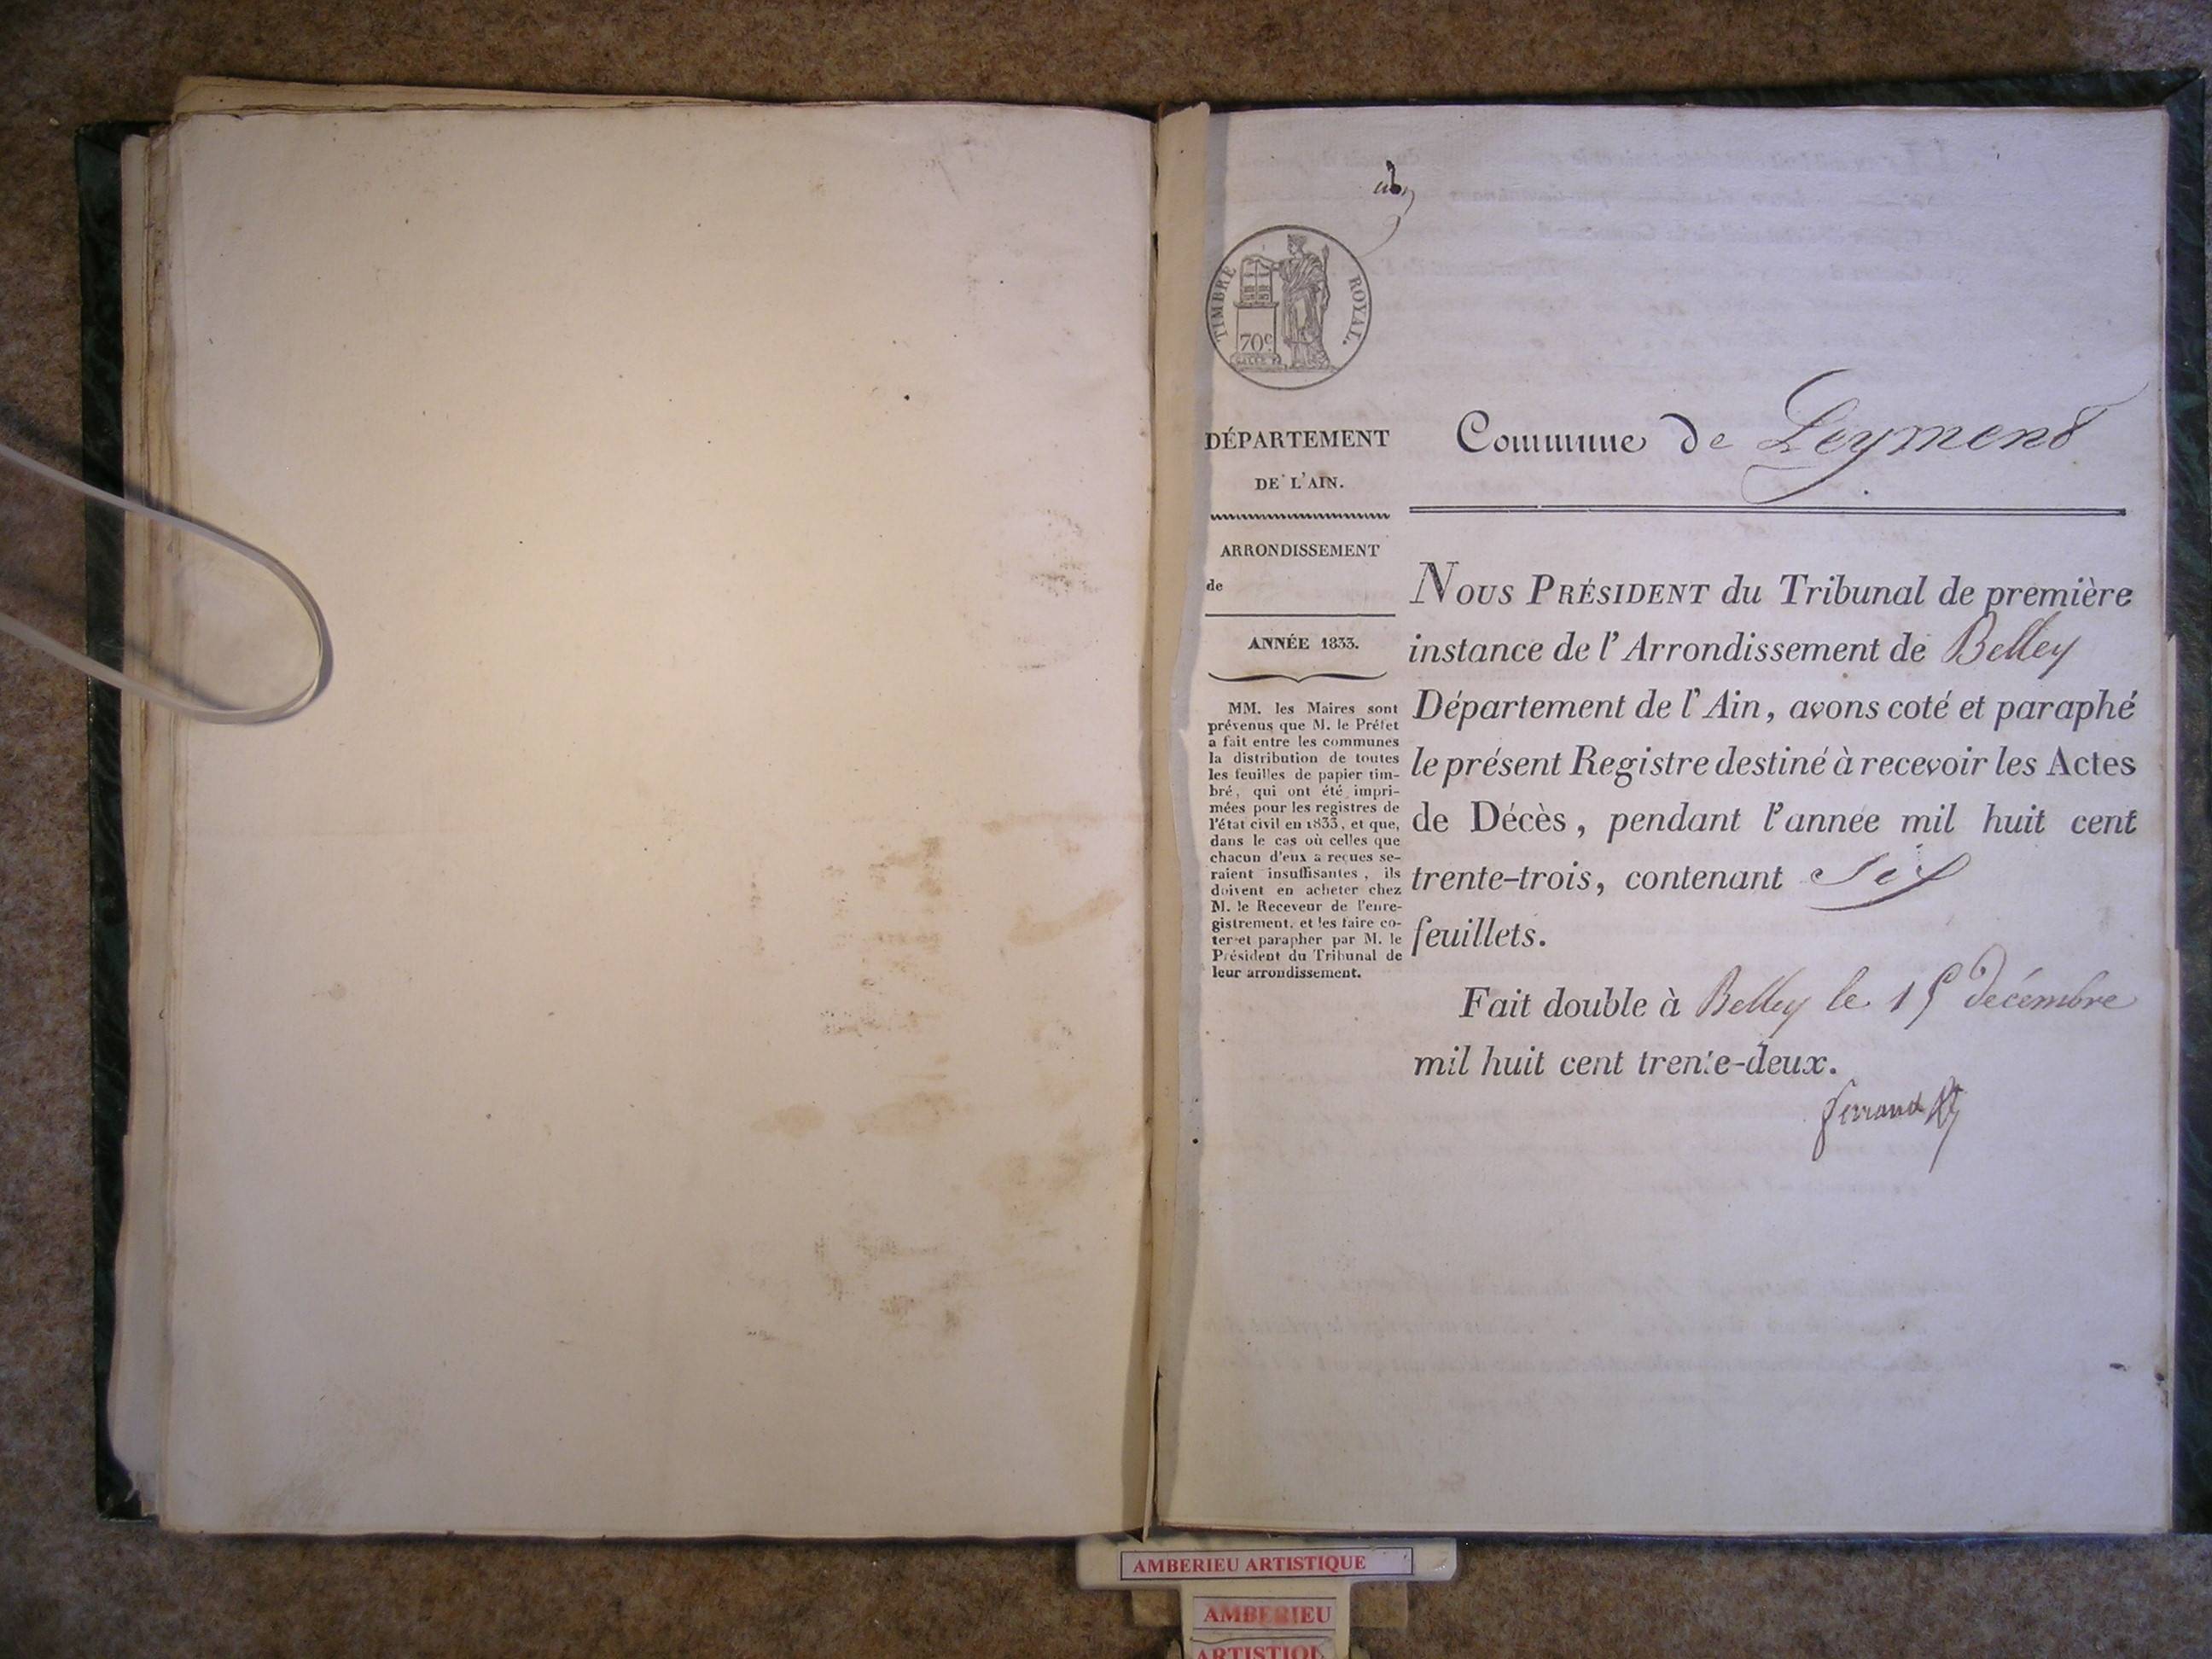 TIMBRE ROYAL.
70c.
DÉPARTEMENT
DE L'AIN.
ARRONDISSEMENT
de
ANNÉE 1833.
MM. les Maires sont
prévenus que M. le Préfet
a fait entre les communes
la distribution de toutes
les feuilles de papier tim-
bré, qui ont été impri-
mées pour les registres de
l'état civil en 1833, et que,
dans le cas où celles que
chacun d'eux a reçues se-
raient insuffisantes, ils
doivent en acheter chez
M. le Receveur de l'enre-
gistrement, et les faire co-
ter et parapher par M. le
Président du Tribunal de
leur arrondissement.
Commune de Leyment
NOUS PRÉSIDENT du Tribunal de première
instance de l'Arrondissement de Belley
Département de l'Ain, avons coté et paraphé
le présent Registre destiné à recevoir les Actes
de Décès, pendant l'année mil huit cent
trente-trois, contenant Six
feuillets.
Fait double à Belley le 15 décembre
mil huit cent trente-deux.
ferrand
AMBERIEU ARTISTIQUE
AMBERIEU